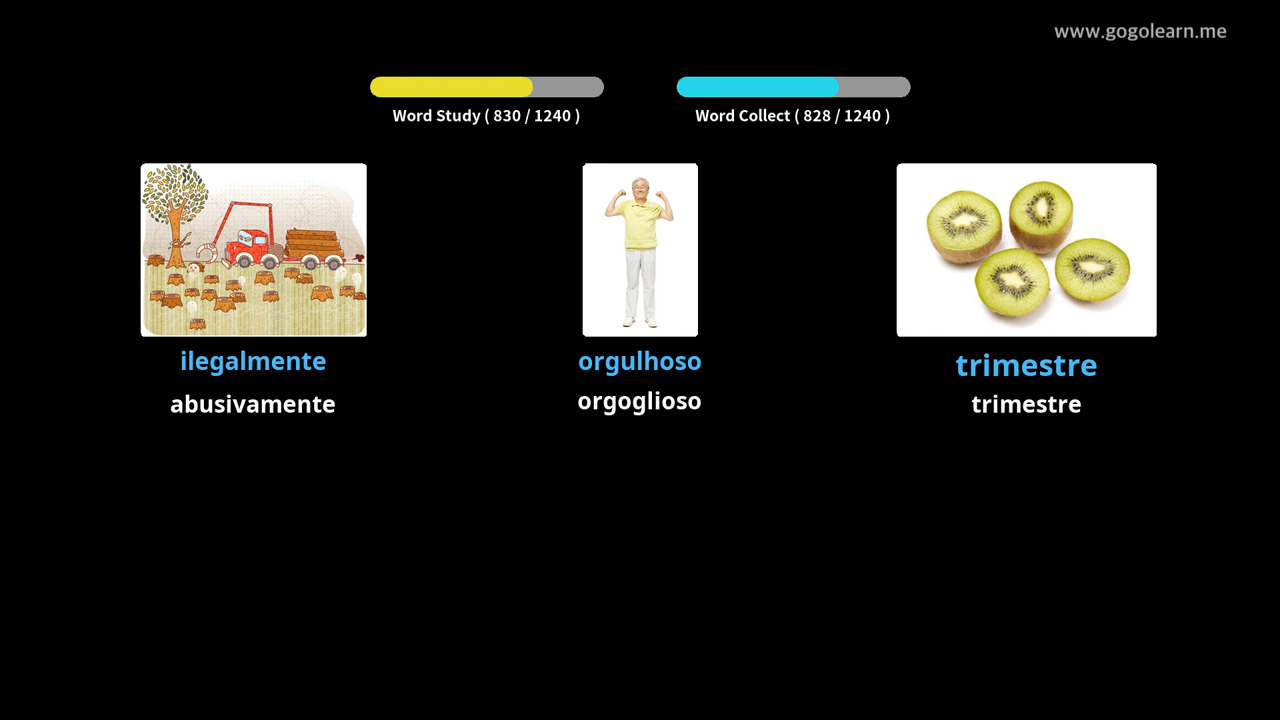 www.gogolearn.me
Word Study ( 830 / 1240 )
Word Collect ( 828 / 1240 )
ilegalmente
abusivamente
orgulhoso
orgoglioso
trimestre
trimestre